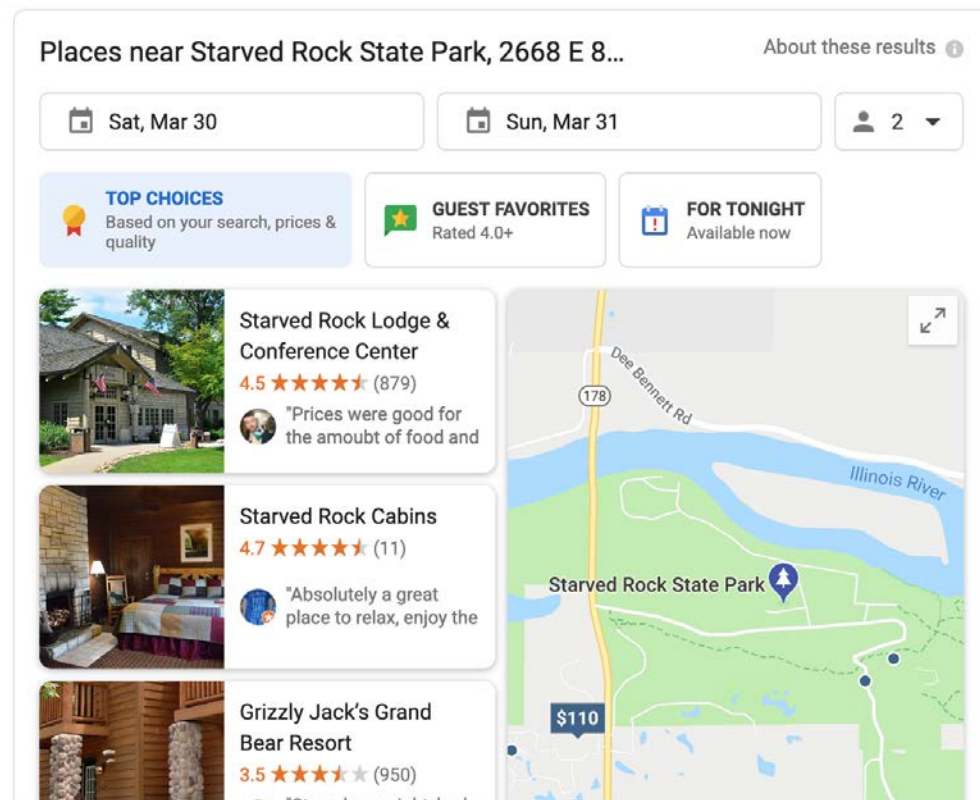 Places near Starved Rock State Park, 2668 E 8...
About these results
Sat, Mar 30
Sun, Mar 31
2
TOP CHOICES
Based on your search, prices &
quality
GUEST FAVORITES
Rated 4.0+
FOR TONIGHT
Available now
Starved Rock Lodge &
Conference Center
4.5 (879)
"Prices were good for
the amoubt of food and
Starved Rock Cabins
4.7 (11)
"Absolutely a great
place to relax, enjoy the
Grizzly Jack's Grand
Bear Resort
3.5 (950)
Dee Bennett Rd
178
Illinois River
Starved Rock State Park
$110